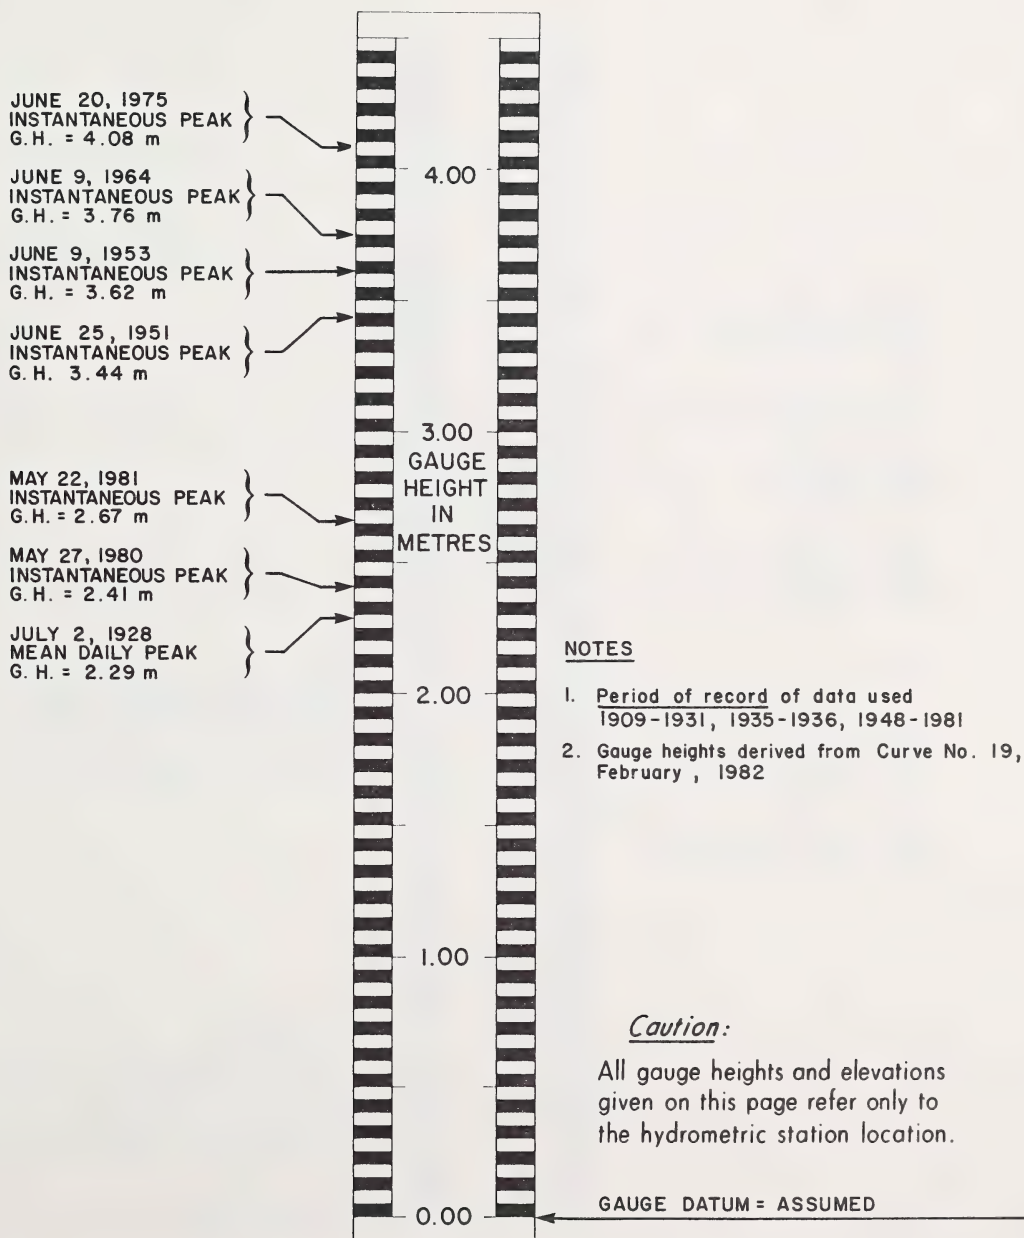 JUNE 20, 1975
INSTANTANEOUS PEAK
G.H. = 4.08 m
JUNE 9, 1964
INSTANTANEOUS PEAK
G.H. = 3.76 m
JUNE 9, 1953
INSTANTANEOUS PEAK
G.H. = 3.62 m
JUNE 25, 1951
INSTANTANEOUS PEAK
G.H. 3.44 m
MAY 22, 1981
INSTANTANEOUS PEAK
G.H. = 2.67 m
MAY 27, 1980
INSTANTANEOUS PEAK
G.H. = 2.41 m
JULY 2, 1928
MEAN DAILY PEAK
G.H. = 2.29 m
4.00
3.00
GAUGE
HEIGHT
IN
METRES
2.00
1.00
0.00
NOTES
1. Period of record of data used
1909-1931, 1935-1936, 1948-1981
2. Gauge heights derived from Curve No. 19,
February , 1982
Caution:
All gauge heights and elevations
given on this page refer only to
the hydrometric station location.
GAUGE DATUM = ASSUMED